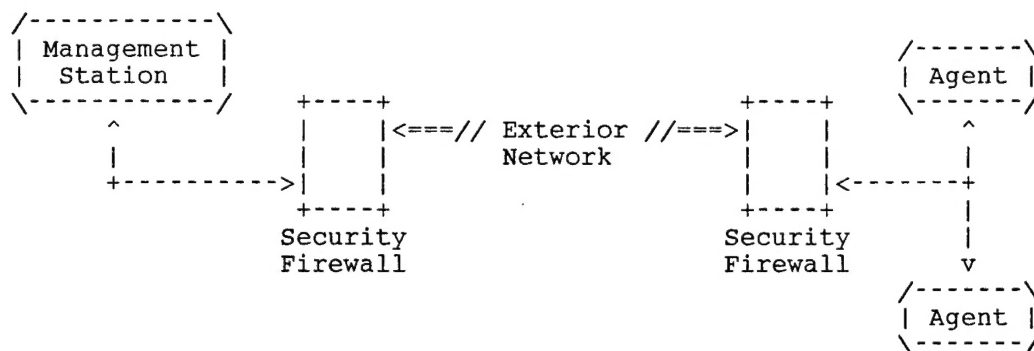 Management
Station
Agent
<===// Exterior //===>
Network
Security
Firewall
Security
Firewall
Agent